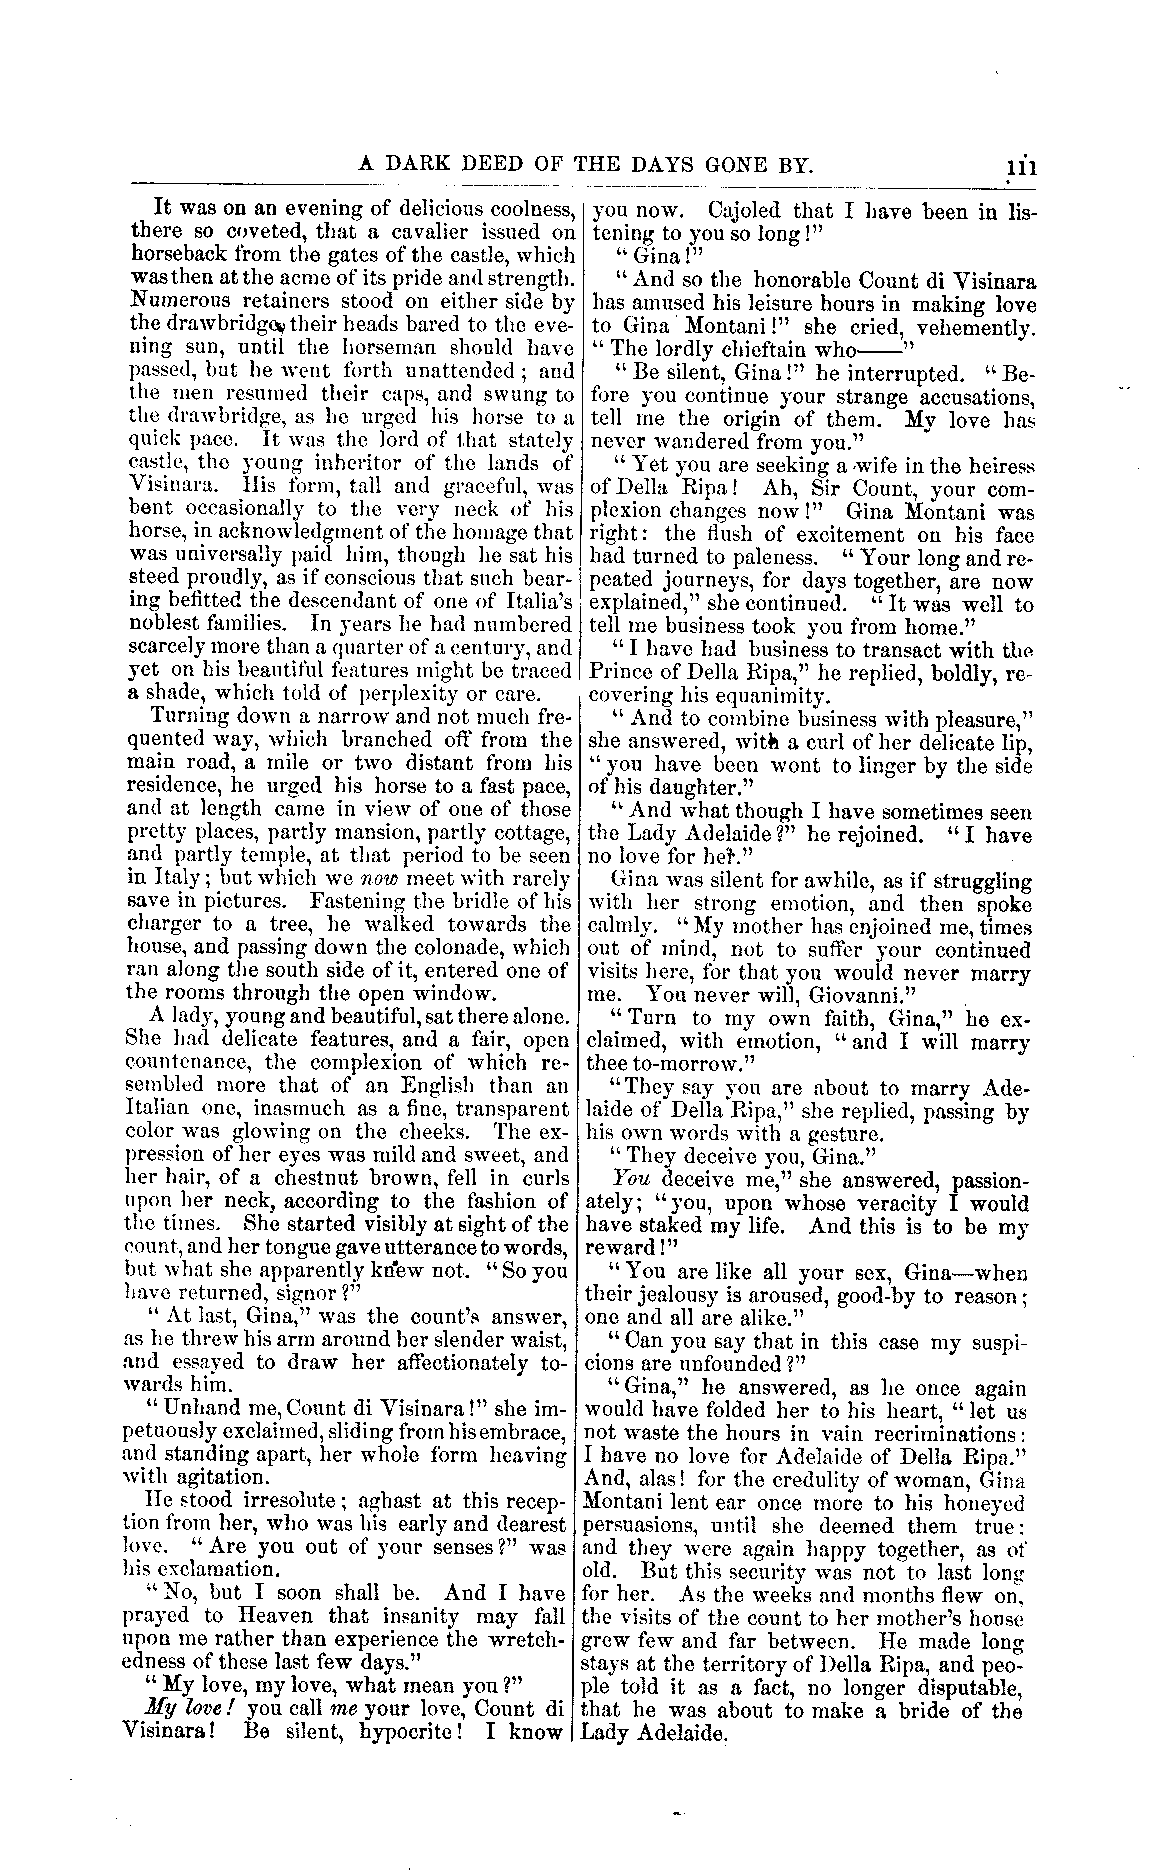 A DARK DEED OF THE DAYS GONE BY. 111
It was on an evening of delicious coolness,
there so coveted, that a cavalier issued on
horseback from the gates of the castle, which
was then at the acme of its pride and strength.
Numerous retainers stood on either side by
the drawbridge, their heads bared to the eve-
ning sun, until the horseman should have
passed, but he went forth unattended; and
the men resumed their caps, and swung to
the drawbridge, as he urged his horse to a
quick pace. It was the lord of that stately
castle, the young inheritor of the lands of
Visinara. His form, tall and graceful, was
bent occasionally to the very neck of his
horse, in acknowledgment of the homage that
was universally paid him, though he sat his
steed proudly, as if conscious that such bear-
ing befitted the descendant of one of Italia's
noblest families. In years he had numbered
scarcely more than a quarter of a century, and
yet on his beautiful features might be traced
a shade, which told of perplexity or care.
Turning down a narrow and not much fre-
quented way, which branched off from the
main road, a mile or two distant from his
residence, he urged his horse to a fast pace,
and at length came in view of one of those
pretty places, partly mansion, partly cottage,
and partly temple, at that period to be seen
in Italy; but which we now meet with rarely
save in pictures. Fastening the bridle of his
charger to a tree, he walked towards the
house, and passing down the colonade, which
ran along the south side of it, entered one of
the rooms through the open window.
A lady, young and beautiful, sat there alone.
She had delicate features, and a fair, open
countenance, the complexion of which re-
sembled more that of an English than an
Italian one, inasmuch as a fine, transparent
color was glowing on the cheeks. The ex-
pression of her eyes was mild and sweet, and
her hair, of a chestnut brown, fell in curls
upon her neck, according to the fashion of
the times. She started visibly at sight of the
count, and her tongue gave utterance to words,
but what she apparently knew not. "So you
have returned, signor?"
"At last, Gina," was the count's answer,
as he threw his arm around her slender waist,
and essayed to draw her affectionately to-
wards him.
"Unhand me, Count di Visinara!" she im-
petuously exclaimed, sliding from his embrace,
and standing apart, her whole form heaving
with agitation.
He stood irresolute; aghast at this recep-
tion from her, who was his early and dearest
love. "Are you out of your senses?" was
his exclamation.
"No, but I soon shall be. And I have
prayed to Heaven that insanity may fall
upon me rather than experience the wretch-
edness of these last few days."
"My love, my love, what mean you?"
My love! you call me your love, Count di
Visinara! Be silent, hypocrite! I know
you now. Cajoled that I have been in lis-
tening to you so long!"
"Gina!"
"And so the honorable Count di Visinara
has amused his leisure hours in making love
to Gina Montani!" she cried, vehemently.
"The lordly chieftain who——"
"Be silent, Gina!" he interrupted. "Be-
fore you continue your strange accusations,
tell me the origin of them. My love has
never wandered from you."
"Yet you are seeking a wife in the heiress
of Della Ripa! Ah, Sir Count, your com-
plexion changes now!" Gina Montani was
right: the flush of excitement on his face
had turned to paleness. "Your long and re-
peated journeys, for days together, are now
explained," she continued. "It was well to
tell me business took you from home."
"I have had business to transact with the
Prince of Della Ripa," he replied, boldly, re-
covering his equanimity.
"And to combine business with pleasure,"
she answered, with a curl of her delicate lip,
"you have been wont to linger by the side
of his daughter."
"And what though I have sometimes seen
the Lady Adelaide?" he rejoined. "I have
no love for her."
Gina was silent for awhile, as if struggling
with her strong emotion, and then spoke
calmly. "My mother has enjoined me, times
out of mind, not to suffer your continued
visits here, for that you would never marry
me. You never will, Giovanni."
"Turn to my own faith, Gina," he ex-
claimed, with emotion, "and I will marry
thee to-morrow."
"They say you are about to marry Ade-
laide of Della Ripa," she replied, passing by
his own words with a gesture.
"They deceive you, Gina."
You deceive me," she answered, passion-
ately; "you, upon whose veracity I would
have staked my life. And this is to be my
reward!"
"You are like all your sex, Gina—when
their jealousy is aroused, good-by to reason;
one and all are alike."
"Can you say that in this case my suspi-
cions are unfounded?"
"Gina," he answered, as he once again
would have folded her to his heart, "let us
not waste the hours in vain recriminations:
I have no love for Adelaide of Della Ripa."
And, alas! for the credulity of woman, Gina
Montani lent ear once more to his honeyed
persuasions, until she deemed them true:
and they were again happy together, as of
old. But this security was not to last long
for her. As the weeks and months flew on,
the visits of the count to her mother's house
grew few and far between. He made long
stays at the territory of Della Ripa, and peo-
ple told it as a fact, no longer disputable,
that he was about to make a bride of the
Lady Adelaide.